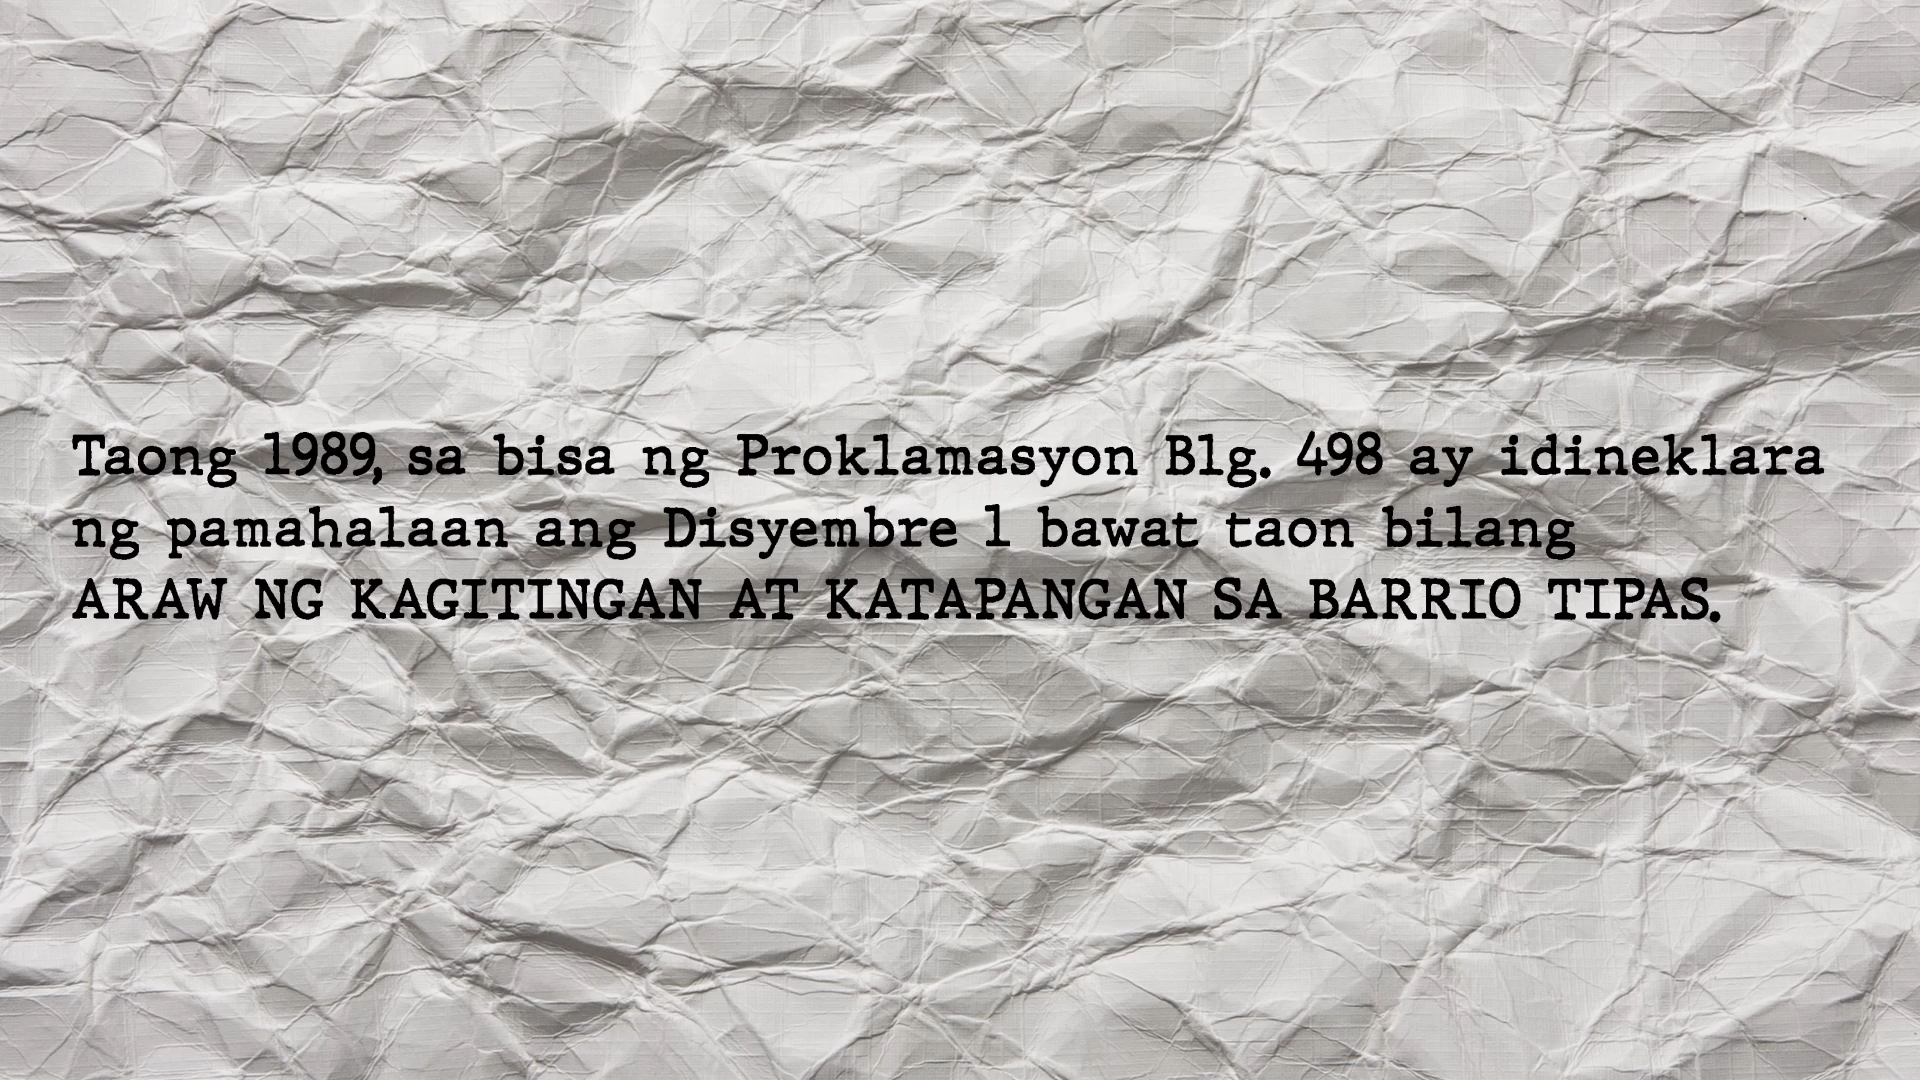 Taong 1989, sa bisa ng Proklamasyon Blg. 498 ay idineklara
ng pamahalaan ang Disyembre 1 bawat taon bilang
ARAW NG KAGITINGAN AT KATAPANGAN SA BARRIO TIPAS.